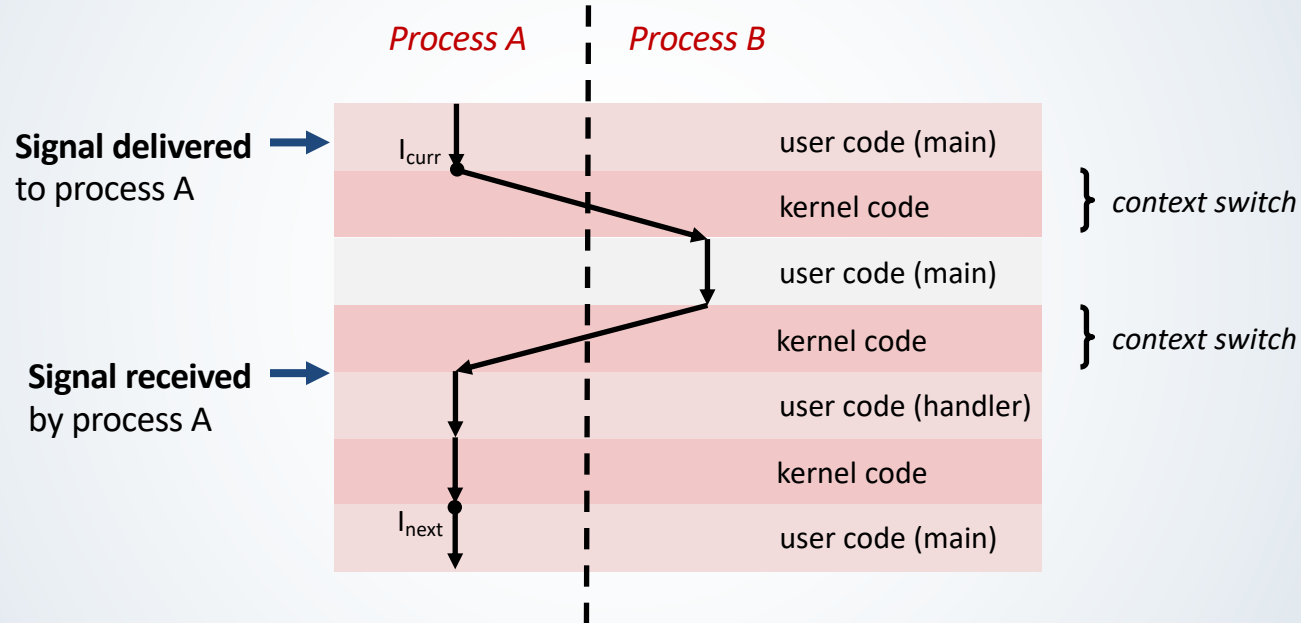 Process A
Process B
Signal delivered
to process A
I_curr
user code (main)
kernel code
context switch
user code (main)
kernel code
context switch
Signal received
by process A
user code (handler)
kernel code
I_next
user code (main)